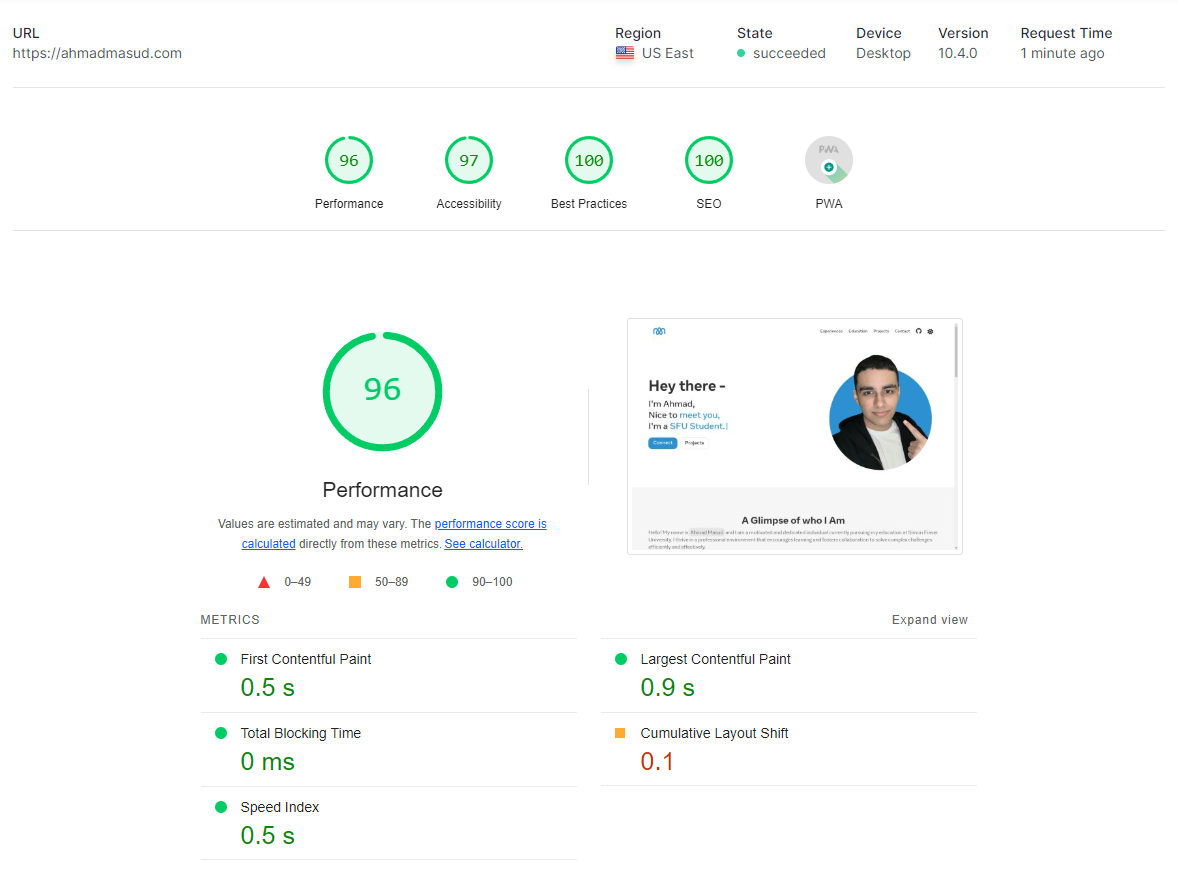 URL
https://ahmadmasud.com
Region
US East
State
succeeded
Device
Desktop
Version
10.4.0
Request Time
1 minute ago
96
Performance
97
Accessibility
100
Best Practices
100
SEO
PWA
PWA
96
Performance
Values are estimated and may vary. The performance score is
calculated directly from these metrics. See calculator.
0–49
50–89
90–100
Experiences Education Projects Contact
Hey there -
I'm Ahmad,
Nice to meet you,
I'm a SFU Student.|
Connect Projects
A Glimpse of who I Am
Hello! My name is Ahmad Masud and I am a motivated and dedicated individual currently pursuing my education at Simon Fraser
University. I thrive in a professional environment that encourages learning and fosters collaboration to solve complex challenges
efficiently and effectively.
METRICS
Expand view
First Contentful Paint
0.5 s
Largest Contentful Paint
0.9 s
Total Blocking Time
0 ms
Cumulative Layout Shift
0.1
Speed Index
0.5 s